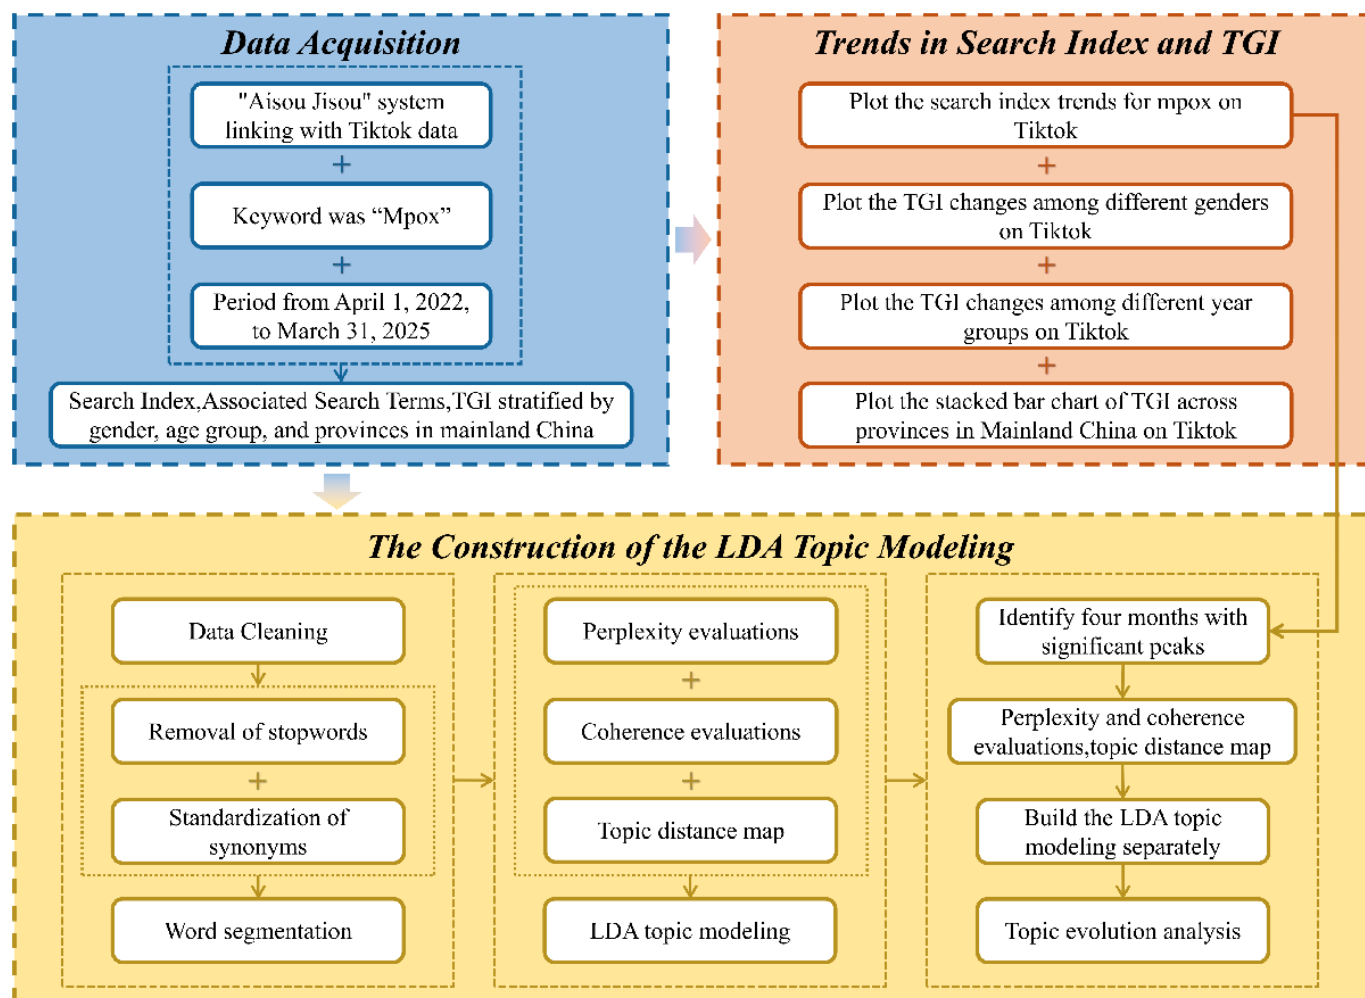 Data Acquisition
"Aisou Jisou" system
linking with Tiktok data
+
Keyword was “Mpox”
+
Period from April 1, 2022,
to March 31, 2025
Search Index,Associated Search Terms,TGI stratified by
gender, age group, and provinces in mainland China
Trends in Search Index and TGI
Plot the search index trends for mpox on
Tiktok
+
Plot the TGI changes among different genders
on Tiktok
+
Plot the TGI changes among different year
groups on Tiktok
+
Plot the stacked bar chart of TGI across
provinces in Mainland China on Tiktok
The Construction of the LDA Topic Modeling
Data Cleaning
Removal of stopwords
+
Standardization of
synonyms
Word segmentation
Perplexity evaluations
+
Coherence evaluations
+
Topic distance map
LDA topic modeling
Identify four months with
significant peaks
Perplexity and coherence
evaluations,topic distance map
Build the LDA topic
modeling separately
Topic evolution analysis